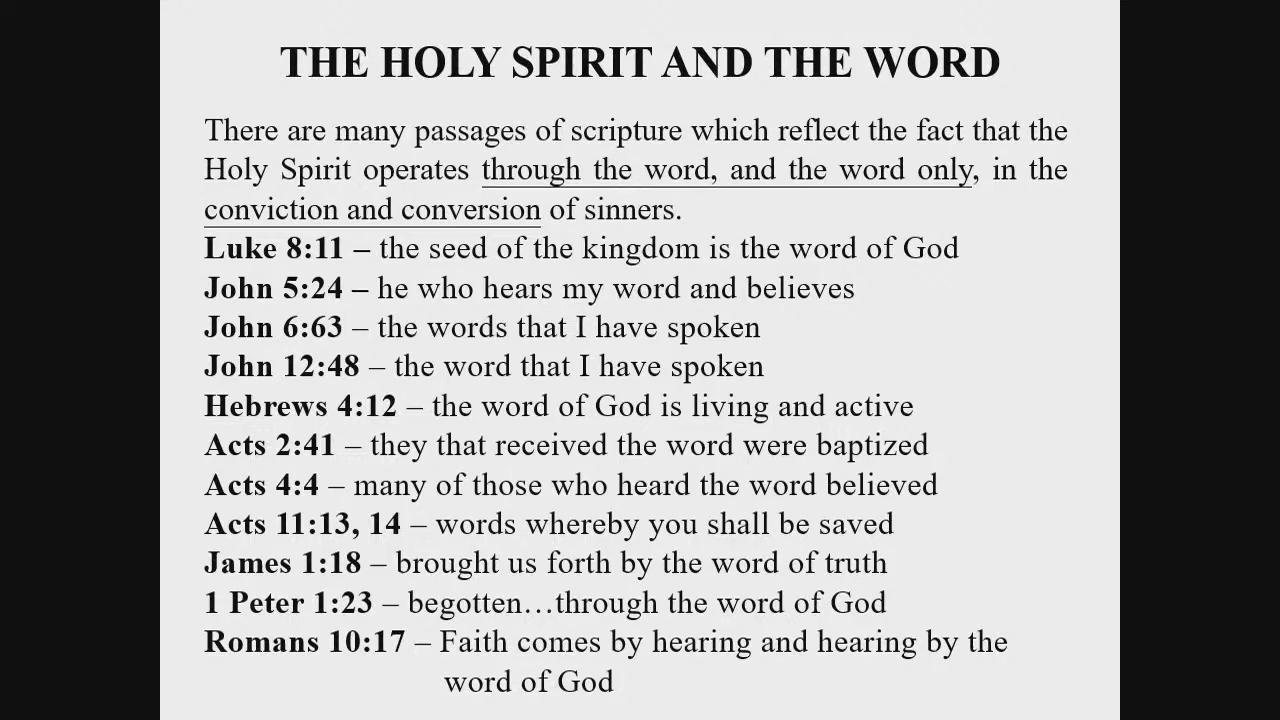 THE HOLY SPIRIT AND THE WORD
There are many passages of scripture which reflect the fact that the
Holy Spirit operates through the word, and the word only, in the
conviction and conversion of sinners.
Luke 8:11 – the seed of the kingdom is the word of God
John 5:24 – he who hears my word and believes
John 6:63 – the words that I have spoken
John 12:48 – the word that I have spoken
Hebrews 4:12 – the word of God is living and active
Acts 2:41 – they that received the word were baptized
Acts 4:4 – many of those who heard the word believed
Acts 11:13, 14 – words whereby you shall be saved
James 1:18 – brought us forth by the word of truth
1 Peter 1:23 – begotten…through the word of God
Romans 10:17 – Faith comes by hearing and hearing by the
word of God